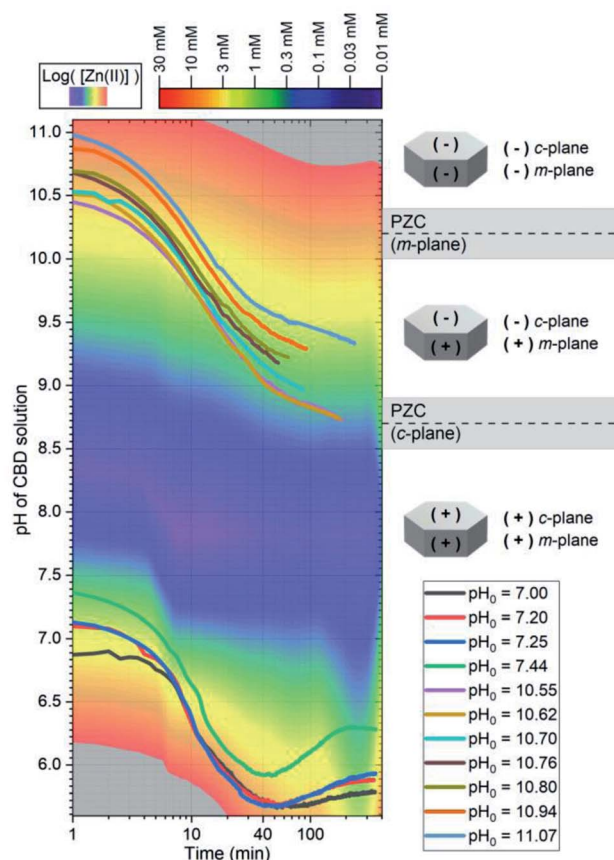 30 mM
10 mM
3 mM
1 mM
0.3 mM
0.1 mM
0.03 mM
0.01 mM
Log( [Zn(II)] )
11.0
10.5
10.0
9.5
9.0
8.5
8.0
7.5
7.0
6.5
6.0
pH of CBD solution
1
10
40
100
Time (min)
(-)
(-)
(-) c-plane
(-) m-plane
PZC
(m-plane)
(-)
(+)
(-) c-plane
(+) m-plane
PZC
(c-plane)
(+)
(+)
(+) c-plane
(+) m-plane
pH₀ = 7.00
pH₀ = 7.20
pH₀ = 7.25
pH₀ = 7.44
pH₀ = 10.55
pH₀ = 10.62
pH₀ = 10.70
pH₀ = 10.76
pH₀ = 10.80
pH₀ = 10.94
pH₀ = 11.07